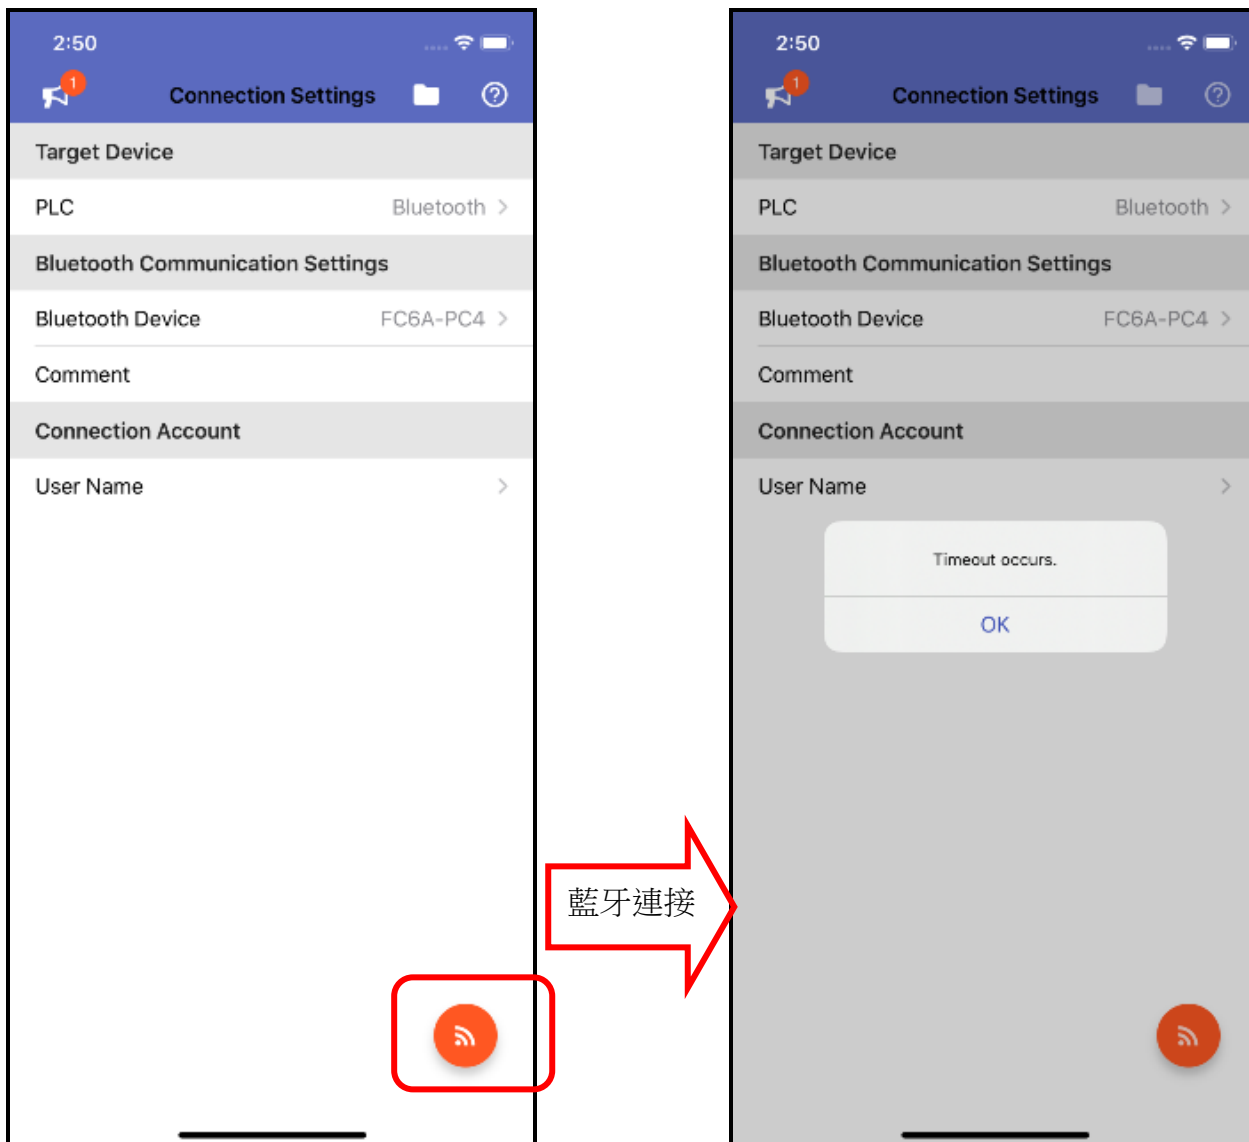 2:50
1
Connection Settings
Target Device
PLC
Bluetooth
Bluetooth Communication Settings
Bluetooth Device
FC6A-PC4
Comment
Connection Account
User Name
藍牙連接
2:50
1
Connection Settings
Target Device
PLC
Bluetooth
Bluetooth Communication Settings
Bluetooth Device
FC6A-PC4
Comment
Connection Account
User Name
Timeout occurs.
OK